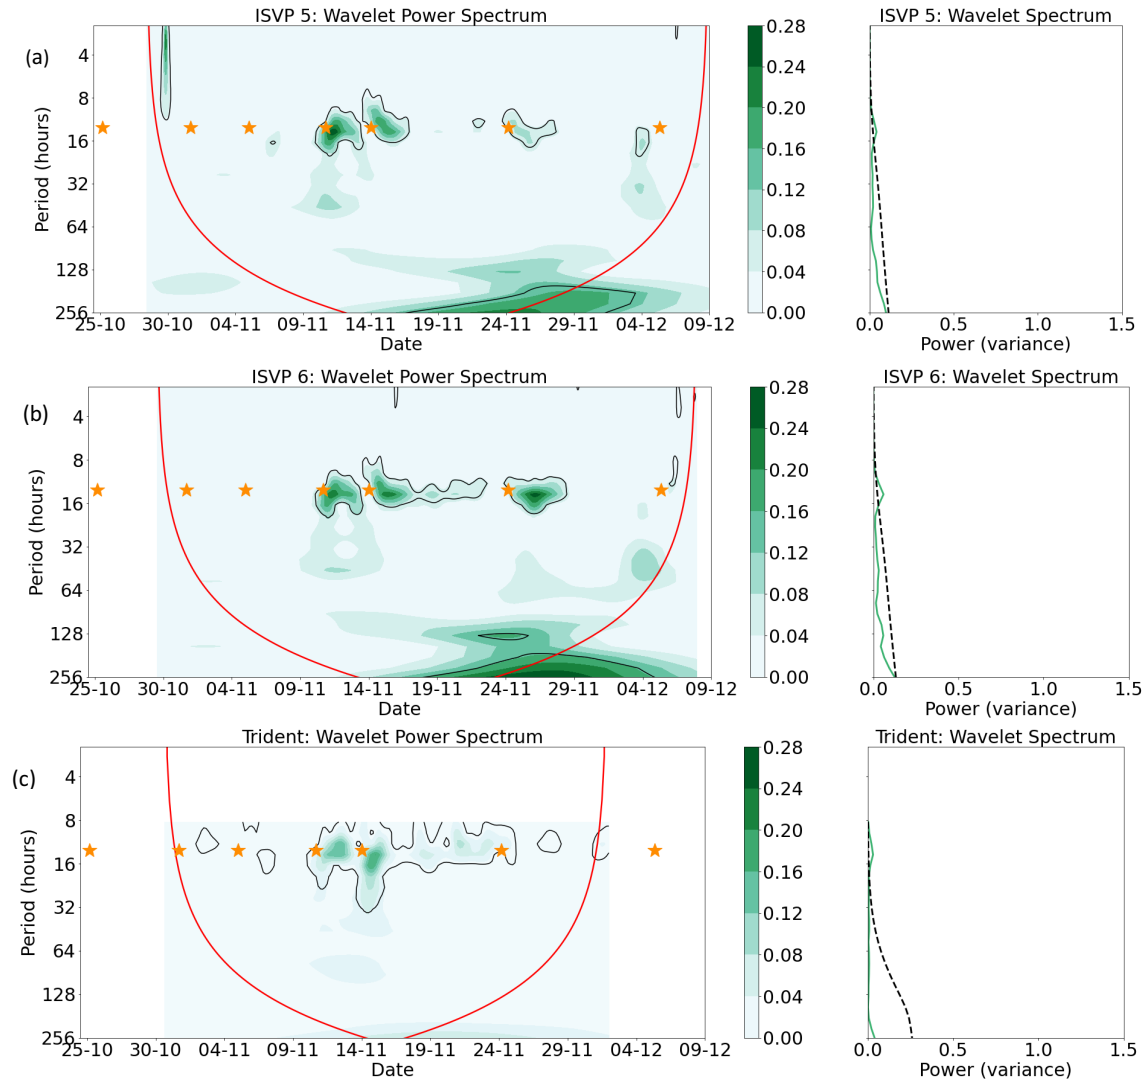 ISVP 5: Wavelet Power Spectrum
ISVP 5: Wavelet Spectrum
(a)
Period (hours)
4
8
16
32
64
128
256
25-10 30-10 04-11 09-11 14-11 19-11 24-11 29-11 04-12 09-12
Date
0.28
0.24
0.20
0.16
0.12
0.08
0.04
0.00
0.0 0.5 1.0 1.5
Power (variance)
ISVP 6: Wavelet Power Spectrum
ISVP 6: Wavelet Spectrum
(b)
Period (hours)
4
8
16
32
64
128
256
25-10 30-10 04-11 09-11 14-11 19-11 24-11 29-11 04-12 09-12
Date
0.28
0.24
0.20
0.16
0.12
0.08
0.04
0.00
0.0 0.5 1.0 1.5
Power (variance)
Trident: Wavelet Power Spectrum
Trident: Wavelet Spectrum
(c)
Period (hours)
4
8
16
32
64
128
256
25-10 30-10 04-11 09-11 14-11 19-11 24-11 29-11 04-12 09-12
Date
0.28
0.24
0.20
0.16
0.12
0.08
0.04
0.00
0.0 0.5 1.0 1.5
Power (variance)